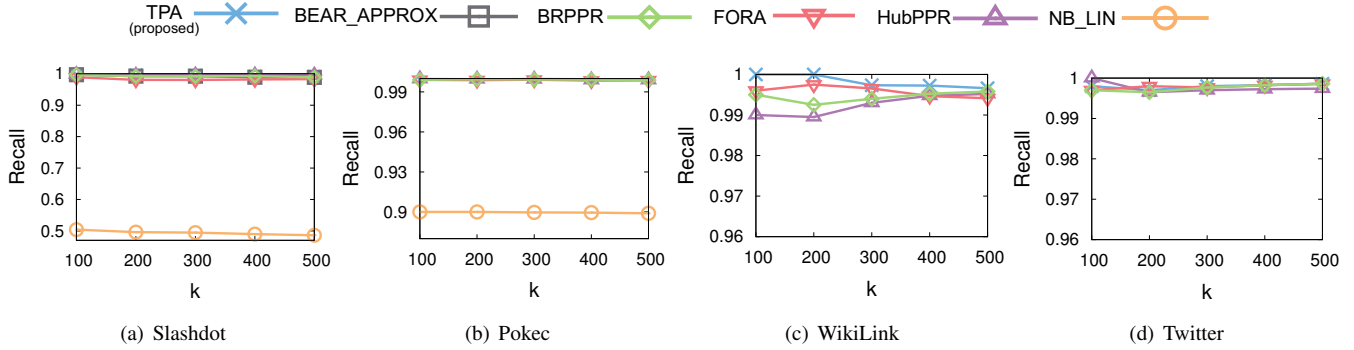 TPA BEAR_APPROX BRPPR FORA HubPPR NB_LIN
(proposed)
Recall
1
0.9
0.8
0.7
0.6
0.5
100 200 300 400 500
k
(a) Slashdot
Recall
0.99
0.96
0.93
0.9
100 200 300 400 500
k
(b) Pokec
Recall
1
0.99
0.98
0.97
0.96
100 200 300 400 500
k
(c) WikiLink
Recall
1
0.99
0.98
0.97
0.96
100 200 300 400 500
k
(d) Twitter